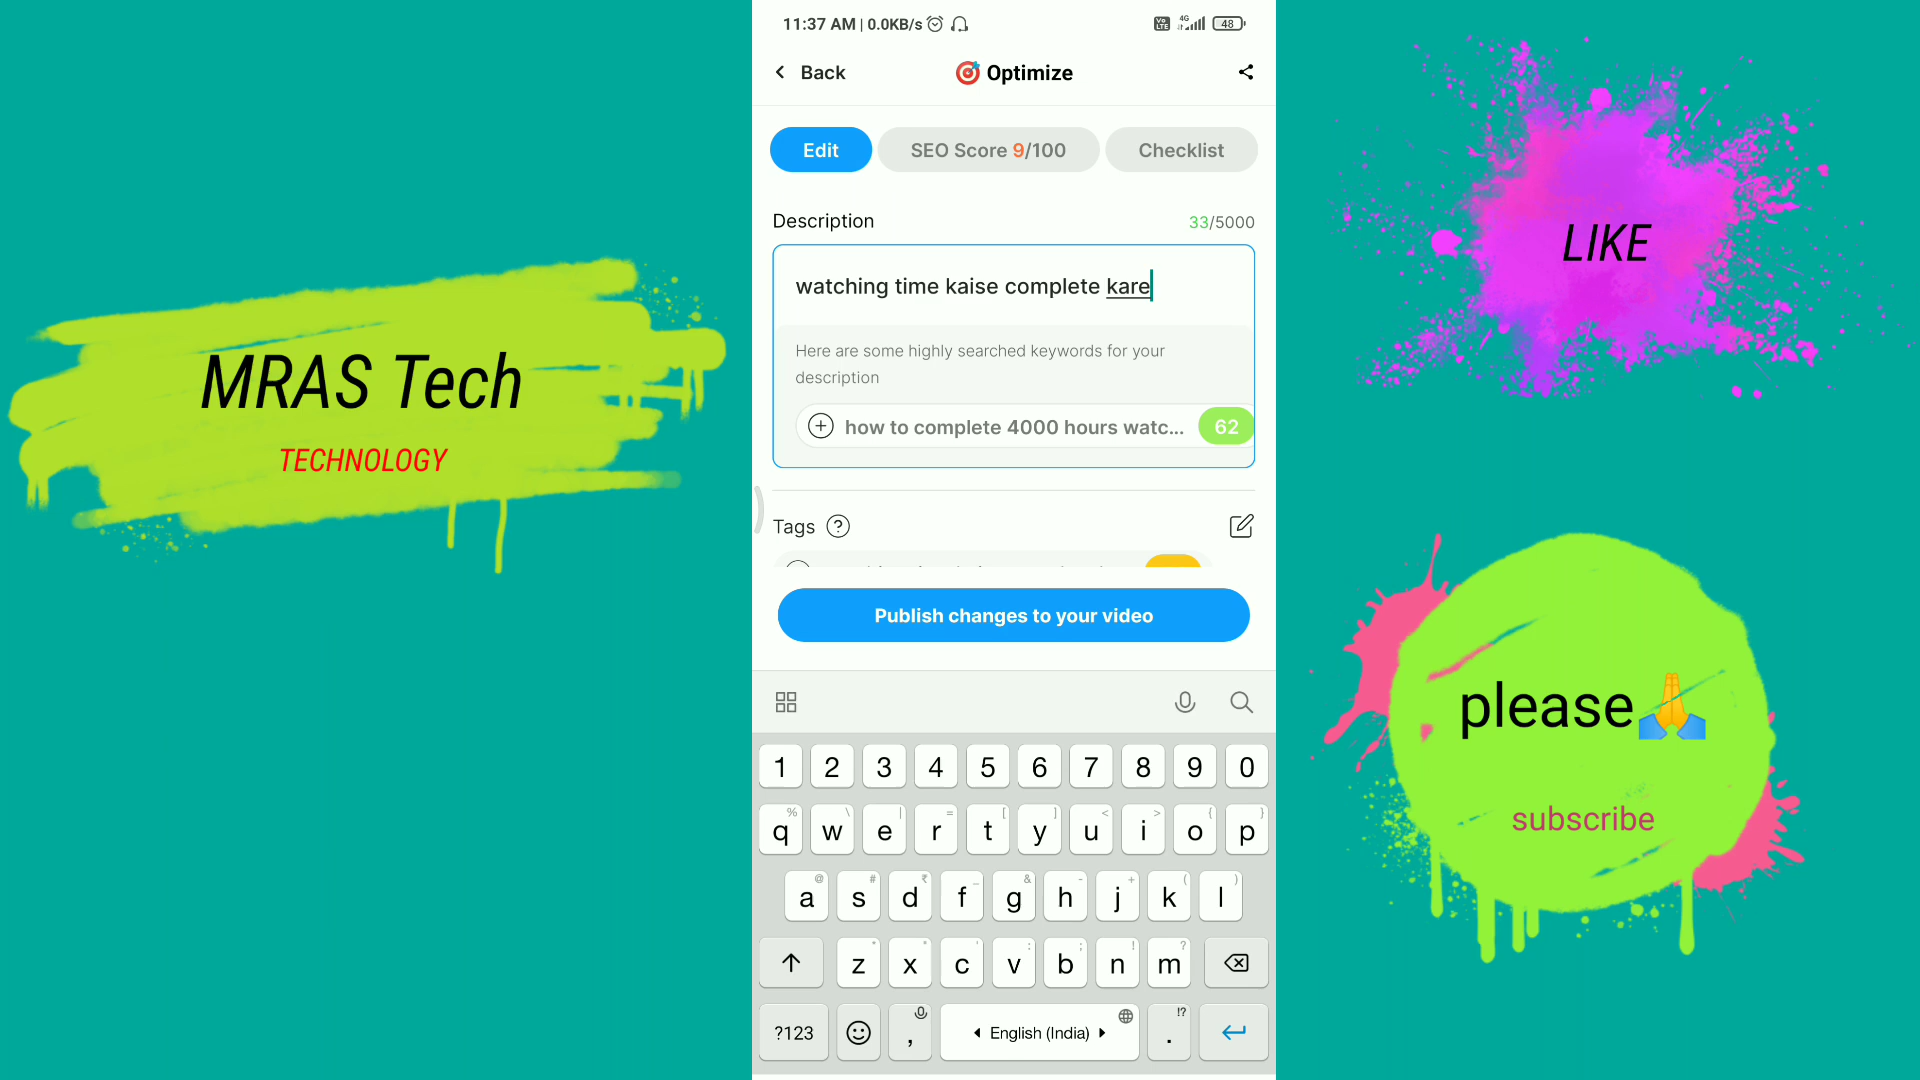 MRAS Tech
TECHNOLOGY
11:37 AM | 0.0KB/s
Vo LTE
4G
48
Back
Optimize
Edit
SEO Score 9/100
Checklist
Description
33/5000
watching time kaise complete kare
Here are some highly searched keywords for your
description
how to complete 4000 hours watc...
62
Tags
?
Publish changes to your video
1 2 3 4 5 6 7 8 9 0
% \ | = [ ] < > { }
q w e r t y u i o p
@ # ₹ _ & - + ( )
a s d f g h j k l
* " ' : ; ! ?
z x c v b n m
?123
,
English (India)
!?
.
LIKE
please🙏
subscribe